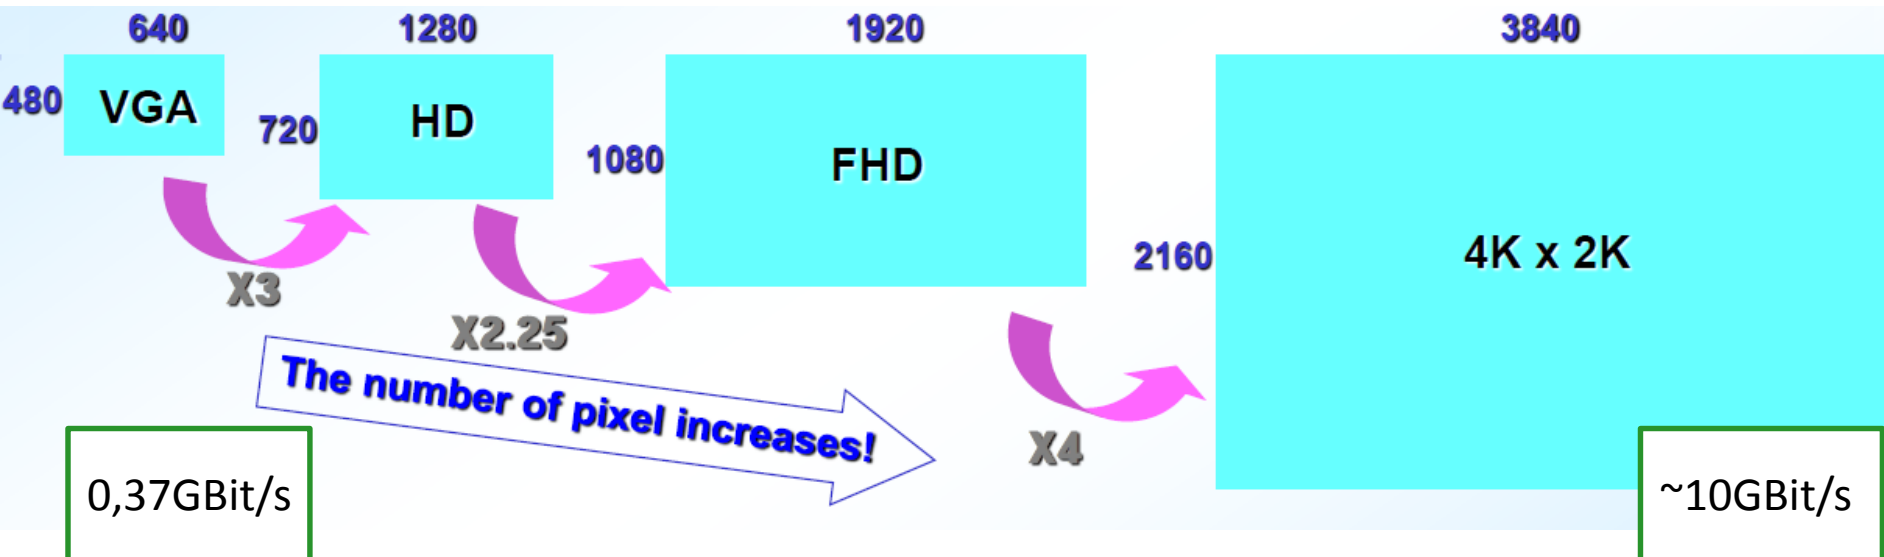 640
1280
1920
3840
480
VGA
720
HD
1080
FHD
2160
4K x 2K
X3
X2.25
X4
The number of pixel increases!
0,37GBit/s
~10GBit/s